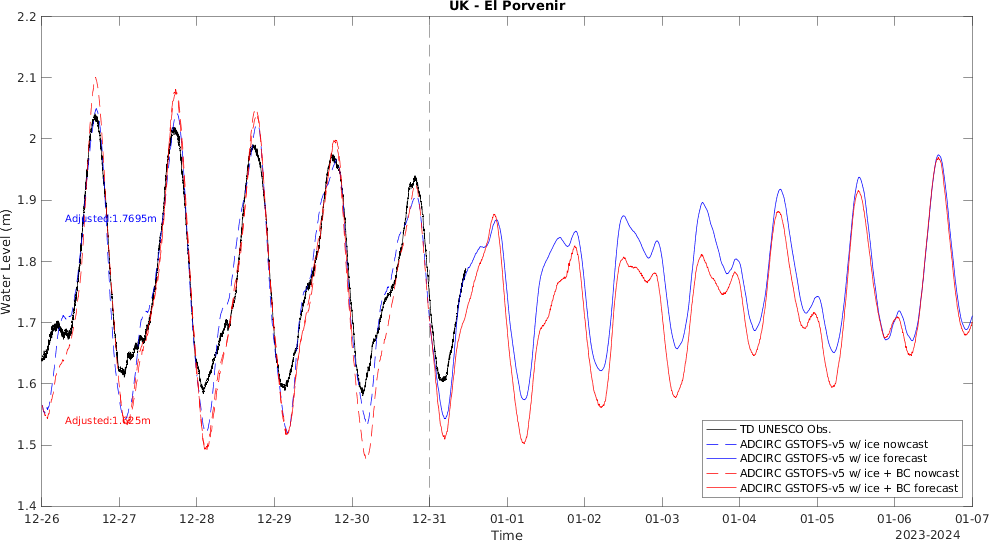 UK - El Porvenir
2.2
2.1
2
1.9
1.8
1.7
1.6
1.5
1.4
Water Level (m)
Adjusted:1.7695m
Adjusted:1.825m
TD UNESCO Obs.
ADCIRC GSTOFS-v5 w/ ice nowcast
ADCIRC GSTOFS-v5 w/ ice forecast
ADCIRC GSTOFS-v5 w/ ice + BC nowcast
ADCIRC GSTOFS-v5 w/ ice + BC forecast
12-26 12-27 12-28 12-29 12-30 12-31 01-01 01-02 01-03 01-04 01-05 01-06 01-07
Time
2023-2024